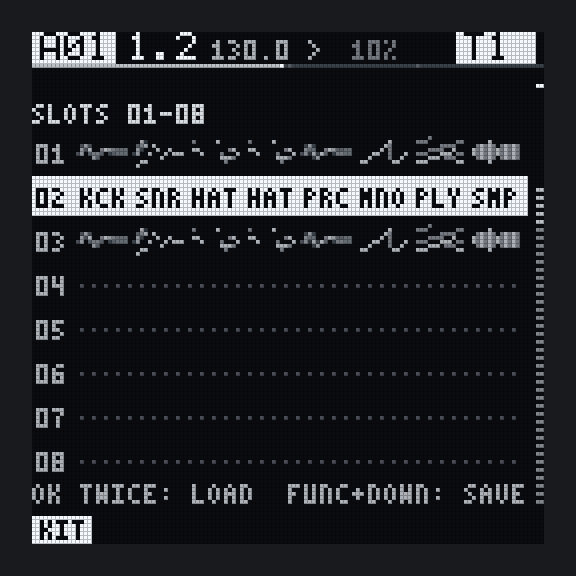 A01 1.2 130.0 > 10% T1
SLOTS 01-08
01
02 KCK SNR HAT HAT PRC MNO PLY SMP
03
04
05
06
07
08
OK TWICE: LOAD FUNC+DOWN: SAVE
KIT